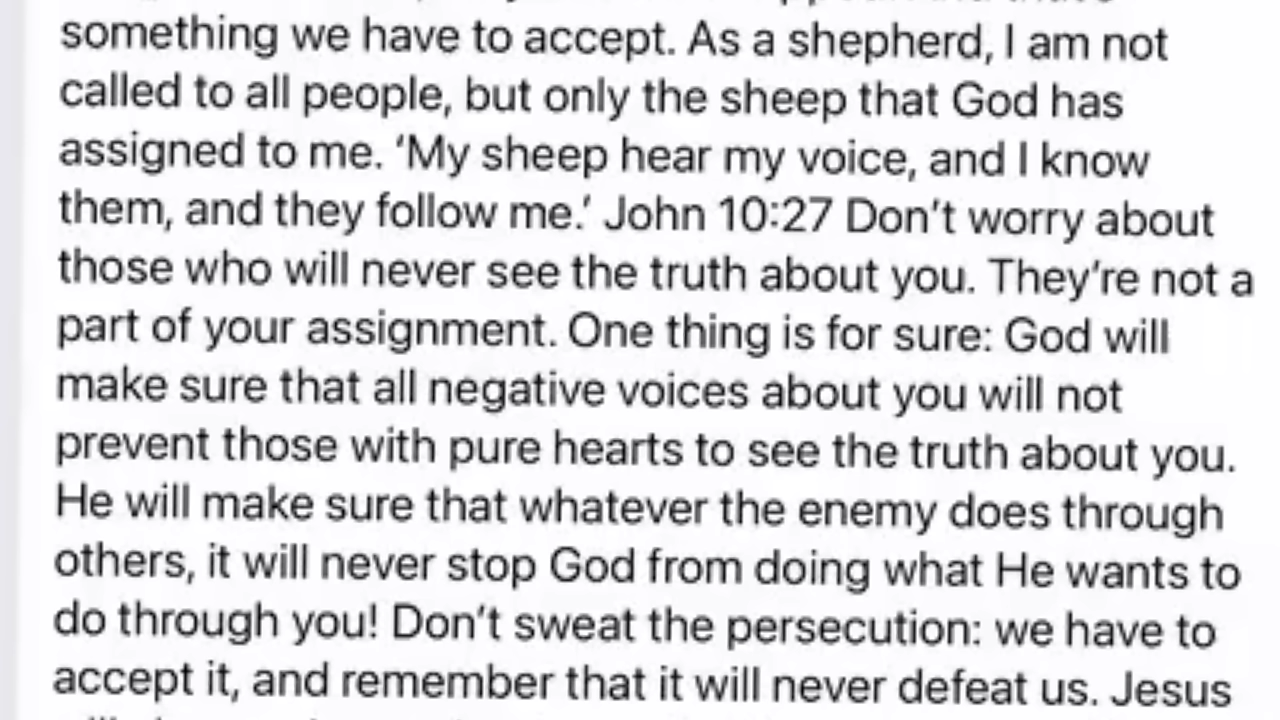 something we have to accept. As a shepherd, I am not
called to all people, but only the sheep that God has
assigned to me. ‘My sheep hear my voice, and I know
them, and they follow me.’ John 10:27 Don’t worry about
those who will never see the truth about you. They’re not a
part of your assignment. One thing is for sure: God will
make sure that all negative voices about you will not
prevent those with pure hearts to see the truth about you.
He will make sure that whatever the enemy does through
others, it will never stop God from doing what He wants to
do through you! Don’t sweat the persecution: we have to
accept it, and remember that it will never defeat us. Jesus